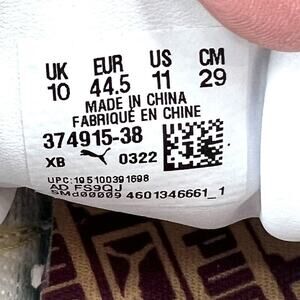 UK EUR US CM
10 44.5 11 29
MADE IN CHINA
FABRIQUÉ EN CHINE
374915-38
XB 0322
UPC:195100391698
AD FS9QJ
SMd00009 4601346661_1